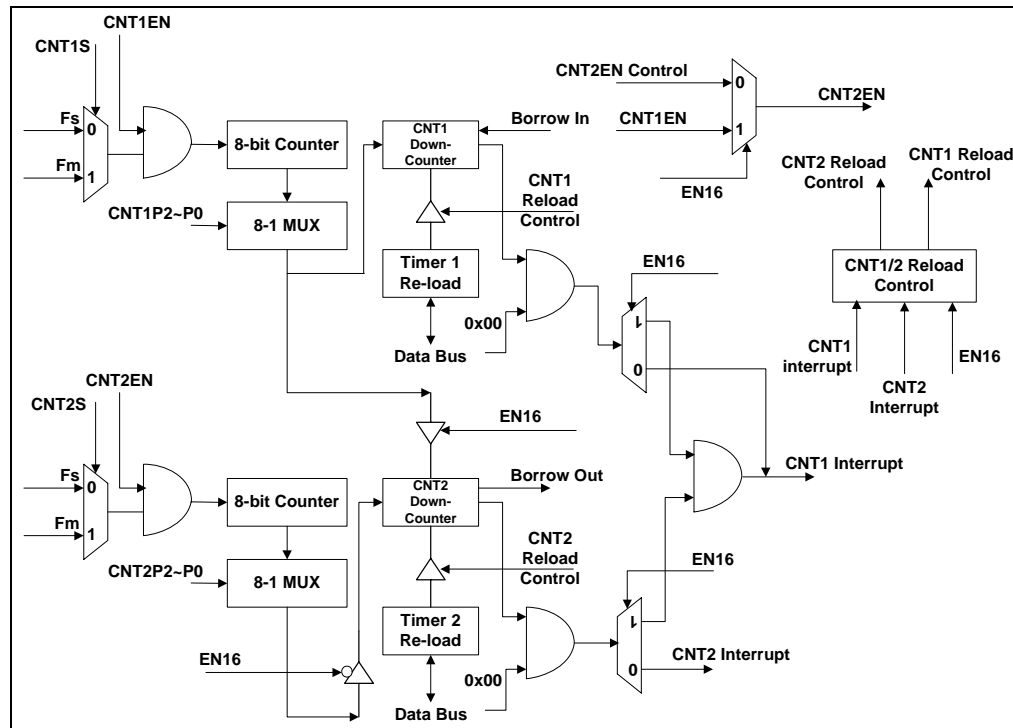 CNT1EN
CNT1S
Fs
0
Fm
1
8-bit Counter
CNT1P2~P0
8-1 MUX
CNT1
Down-
Counter
Borrow In
CNT1
Reload
Control
Timer 1
Re-load
0x00
Data Bus
EN16
1
0
CNT2EN Control
0
CNT1EN
1
CNT2EN
EN16
CNT2 Reload
Control
CNT1 Reload
Control
CNT1/2 Reload
Control
CNT1
interrupt
CNT2
Interrupt
EN16
CNT2EN
CNT2S
Fs
0
Fm
1
8-bit Counter
CNT2P2~P0
8-1 MUX
EN16
EN16
CNT2
Down-
Counter
Borrow Out
CNT2
Reload
Control
Timer 2
Re-load
0x00
Data Bus
EN16
1
0
CNT1 Interrupt
CNT2 Interrupt